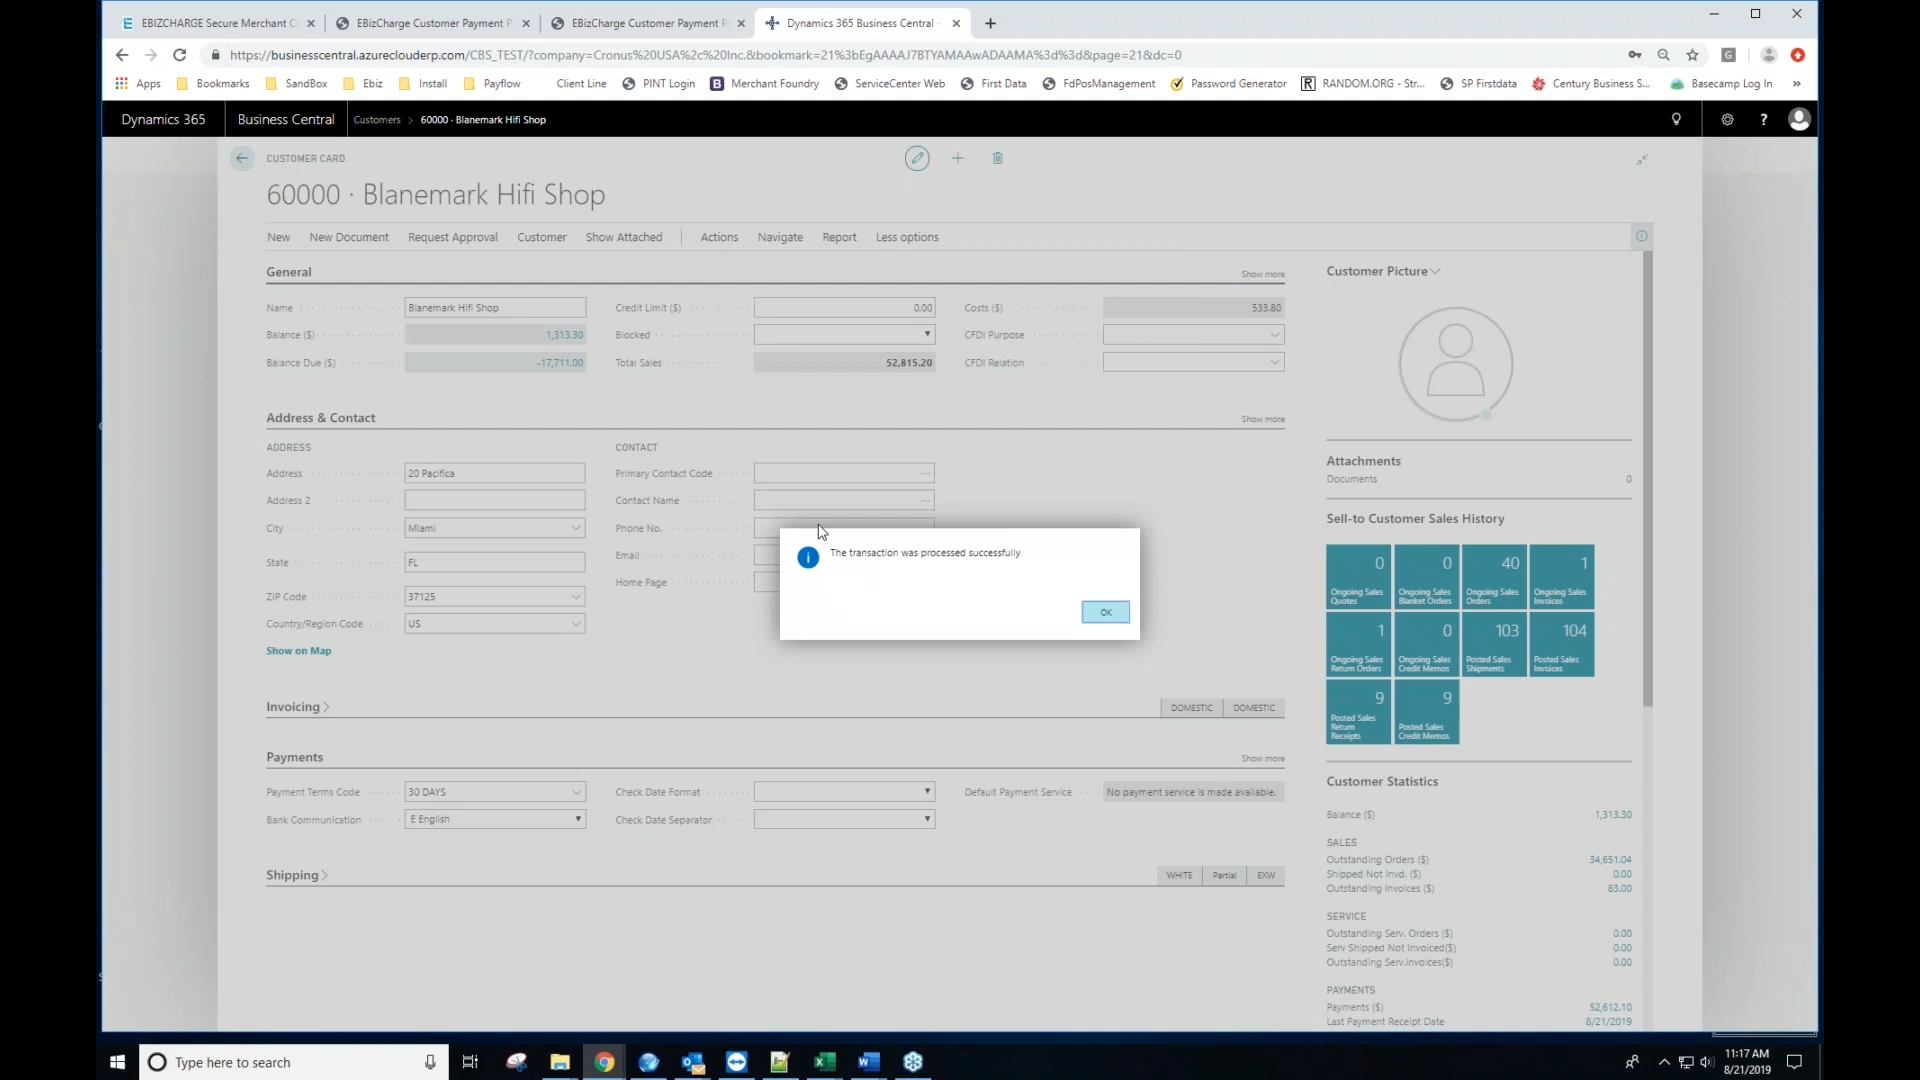 EBIZCHARGE Secure Merchant C
EBizCharge Customer Payment P
EBizCharge Customer Payment P
Dynamics 365 Business Central -
https://businesscentral.azureclouderp.com/CBS_TEST/?company=Cronus%20USA%2c%20Inc.&bookmark=21%3bEgAAAAJ7BTYAMAAwADAAMA%3d%3d&page=21&dc=0
Apps Bookmarks SandBox Ebiz Install Payflow Client Line PINT Login Merchant Foundry ServiceCenter Web First Data FdPosManagement Password Generator RANDOM.ORG - Str... SP Firstdata Century Business S... Basecamp Log In »
Dynamics 365 Business Central Customers > 60000 · Blanemark Hifi Shop
CUSTOMER CARD
60000 · Blanemark Hifi Shop
New New Document Request Approval Customer Show Attached Actions Navigate Report Less options
General Show more
Name Blanemark Hifi Shop Credit Limit ($) 0.00 Costs ($) 533.80
Balance ($) 1,313.30 Blocked CFDI Purpose
Balance Due ($) -17,711.00 Total Sales 52,815.20 CFDI Relation
Address & Contact Show more
ADDRESS CONTACT
Address 20 Pacifica Primary Contact Code ...
Address 2 Contact Name ...
City Miami Phone No.
State FL Email
ZIP Code 37125 Home Page
Country/Region Code US
Show on Map
The transaction was processed successfully
OK
Invoicing > DOMESTIC DOMESTIC
Payments Show more
Payment Terms Code 30 DAYS Check Date Format Default Payment Service No payment service is made available.
Bank Communication E English Check Date Separator
Shipping > WHITE Partial EXW
Customer Picture
Attachments
Documents 0
Sell-to Customer Sales History
0 Ongoing Sales Quotes
0 Ongoing Sales Blanket Orders
40 Ongoing Sales Orders
1 Ongoing Sales Invoices
1 Ongoing Sales Return Orders
0 Ongoing Sales Credit Memos
103 Posted Sales Shipments
104 Posted Sales Invoices
9 Posted Sales Return Receipts
9 Posted Sales Credit Memos
Customer Statistics
Balance ($) 1,313.30
SALES
Outstanding Orders ($) 34,651.04
Shipped Not Invd. ($) 0.00
Outstanding Invoices ($) 83.00
SERVICE
Outstanding Serv. Orders ($) 0.00
Serv Shipped Not Invoiced($) 0.00
Outstanding Serv.Invoices($) 0.00
PAYMENTS
Payments ($) 52,612.10
Last Payment Receipt Date 8/21/2019
Type here to search
11:17 AM
8/21/2019